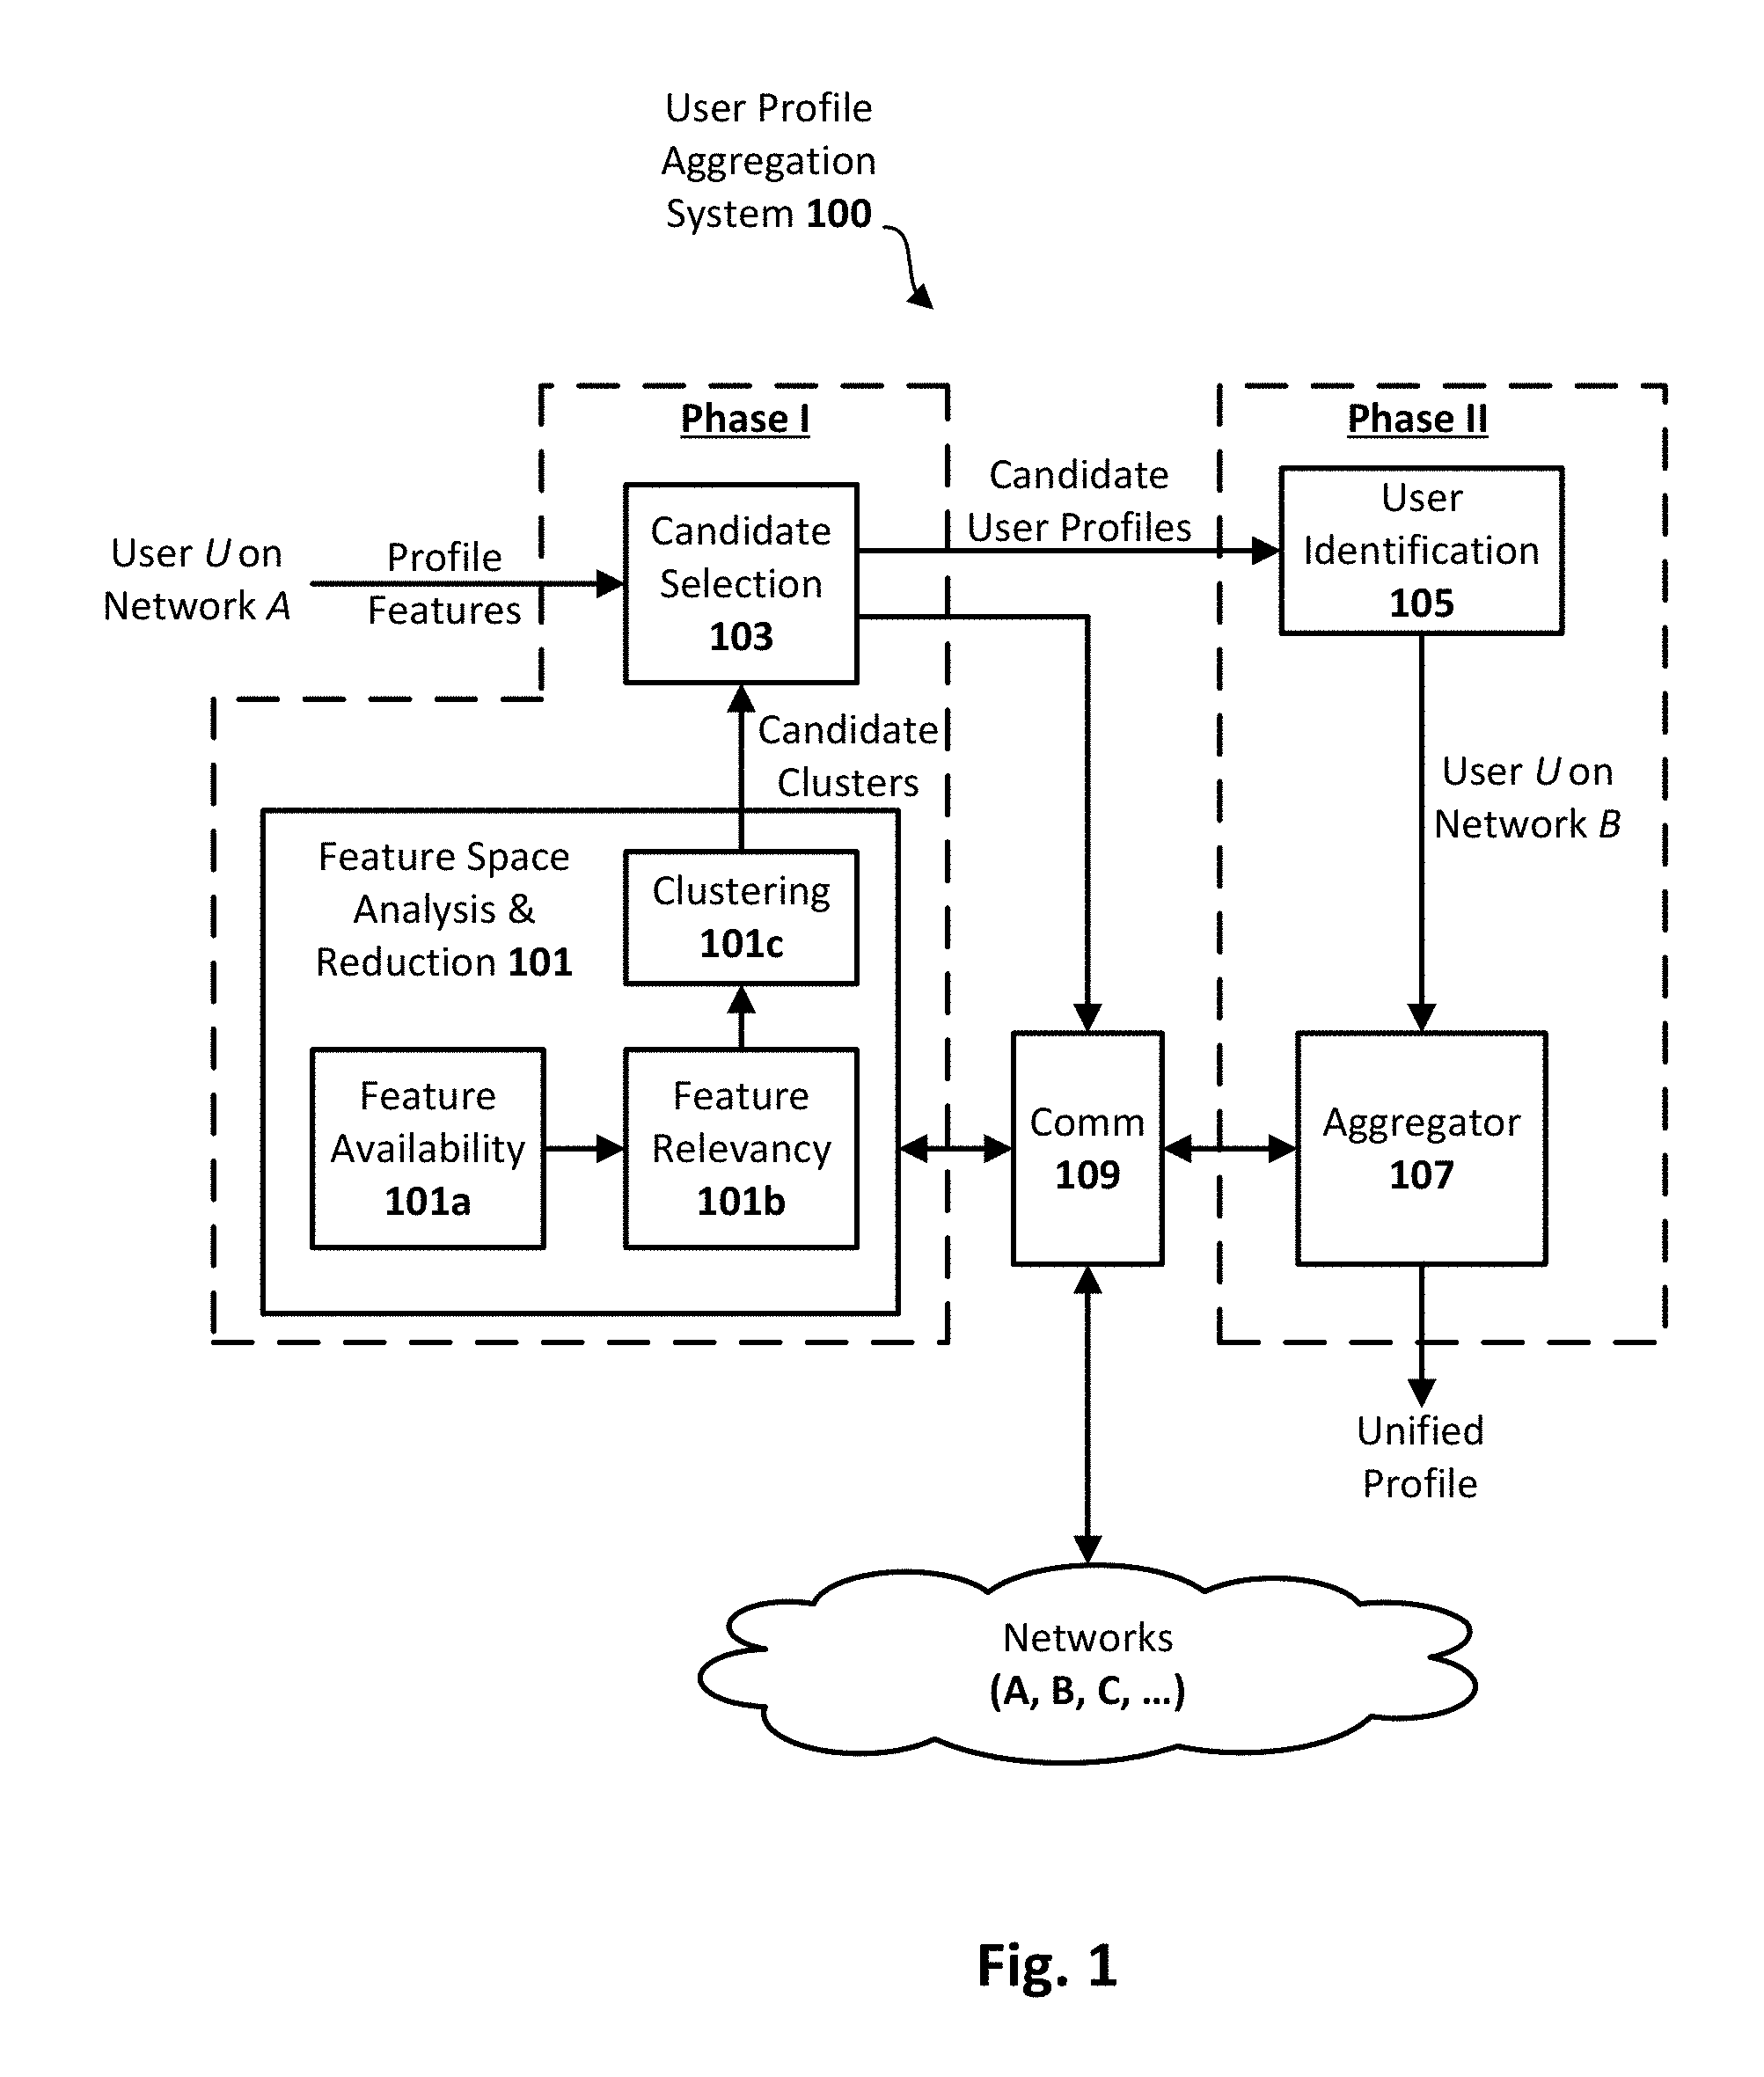 User Profile
Aggregation
System 100
Phase I
Phase II
Candidate
User Profiles
User
Identification
105
Candidate
Selection
103
User U on
Network A
Profile
Features
Candidate
Clusters
User U on
Network B
Feature Space
Analysis &
Reduction 101
Clustering
101c
Feature
Availability
101a
Feature
Relevancy
101b
Comm
109
Aggregator
107
Unified
Profile
Networks
(A, B, C, ...)
Fig. 1